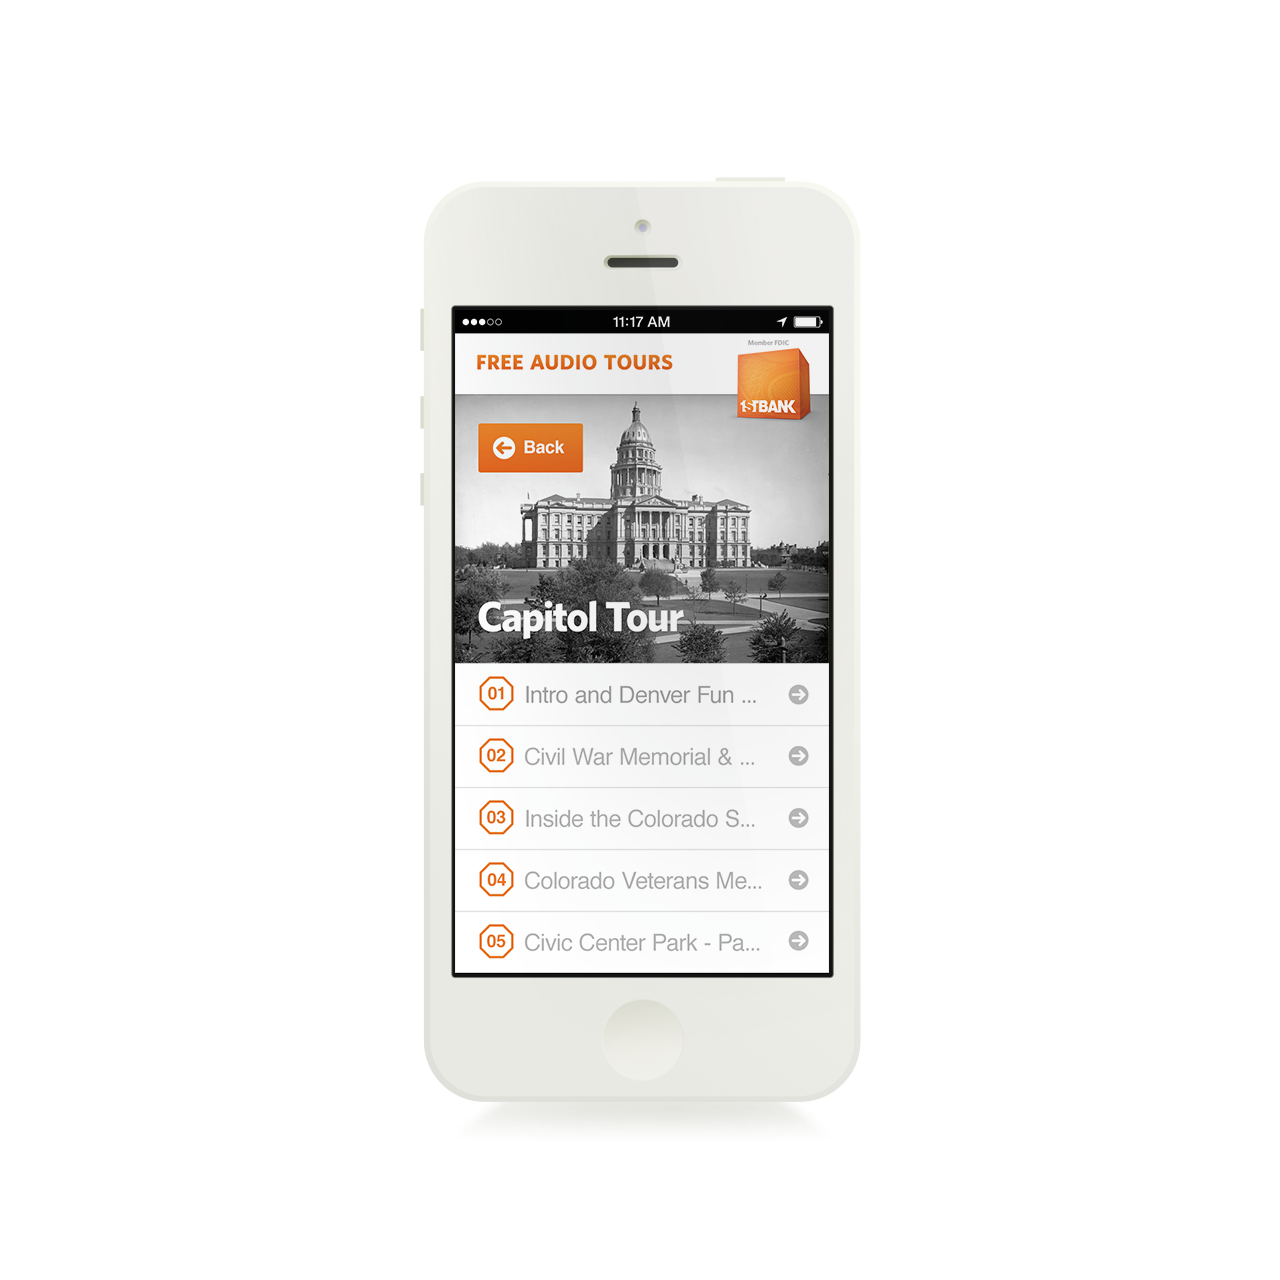 11:17 AM
Member FDIC
FREE AUDIO TOURS
1STBANK
Back
Capitol Tour
01 Intro and Denver Fun ...
02 Civil War Memorial & ...
03 Inside the Colorado S...
04 Colorado Veterans Me...
05 Civic Center Park - Pa...